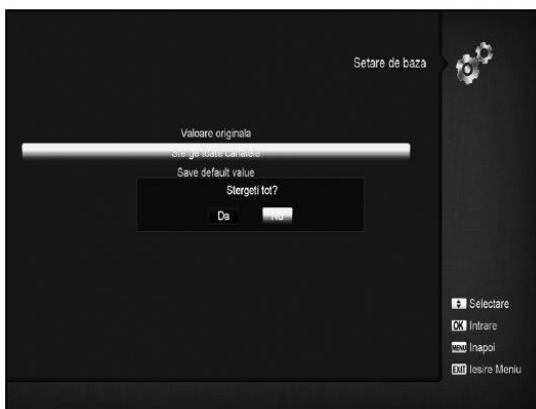 Setare de baza
Valoare originala
Sterge toate canalele
Save default value
Stergeti tot?
Da Nu
Selectare
OK Intrare
MENU Inapoi
EXIT Iesire Meniu